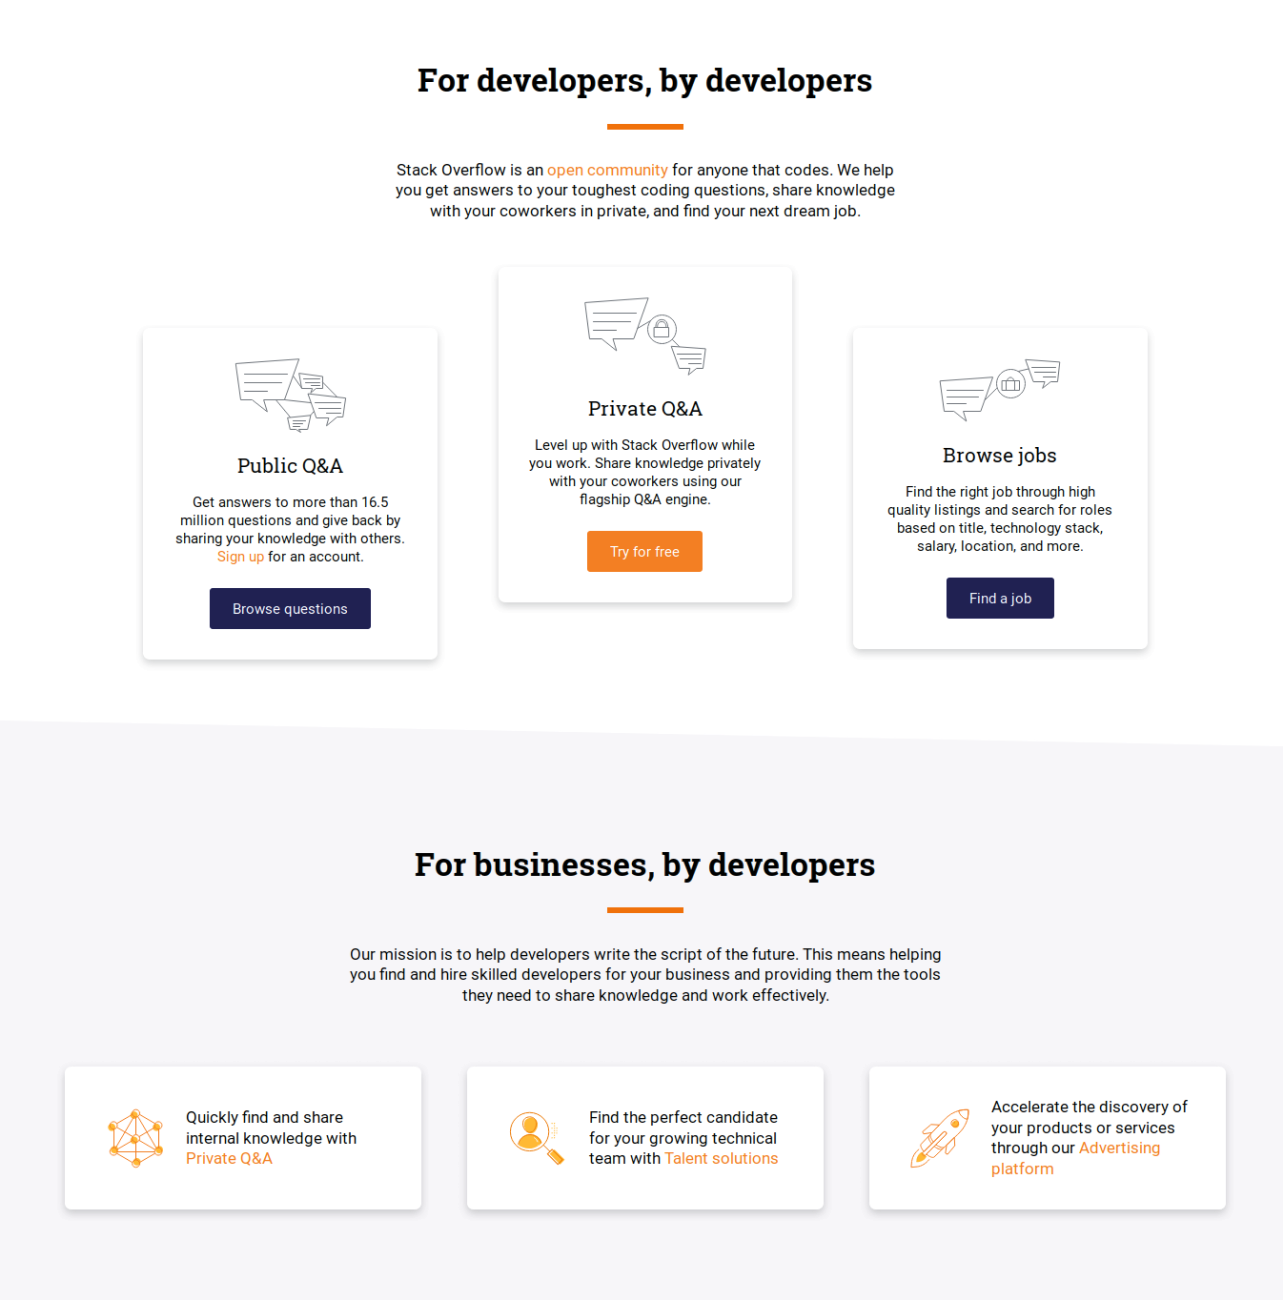 For developers, by developers
Stack Overflow is an open community for anyone that codes. We help
you get answers to your toughest coding questions, share knowledge
with your coworkers in private, and find your next dream job.
Public Q&A
Get answers to more than 16.5
million questions and give back by
sharing your knowledge with others.
Sign up for an account.
Browse questions
Private Q&A
Level up with Stack Overflow while
you work. Share knowledge privately
with your coworkers using our
flagship Q&A engine.
Try for free
Browse jobs
Find the right job through high
quality listings and search for roles
based on title, technology stack,
salary, location, and more.
Find a job
For businesses, by developers
Our mission is to help developers write the script of the future. This means helping
you find and hire skilled developers for your business and providing them the tools
they need to share knowledge and work effectively.
Quickly find and share
internal knowledge with
Private Q&A
Find the perfect candidate
for your growing technical
team with Talent solutions
Accelerate the discovery of
your products or services
through our Advertising
platform